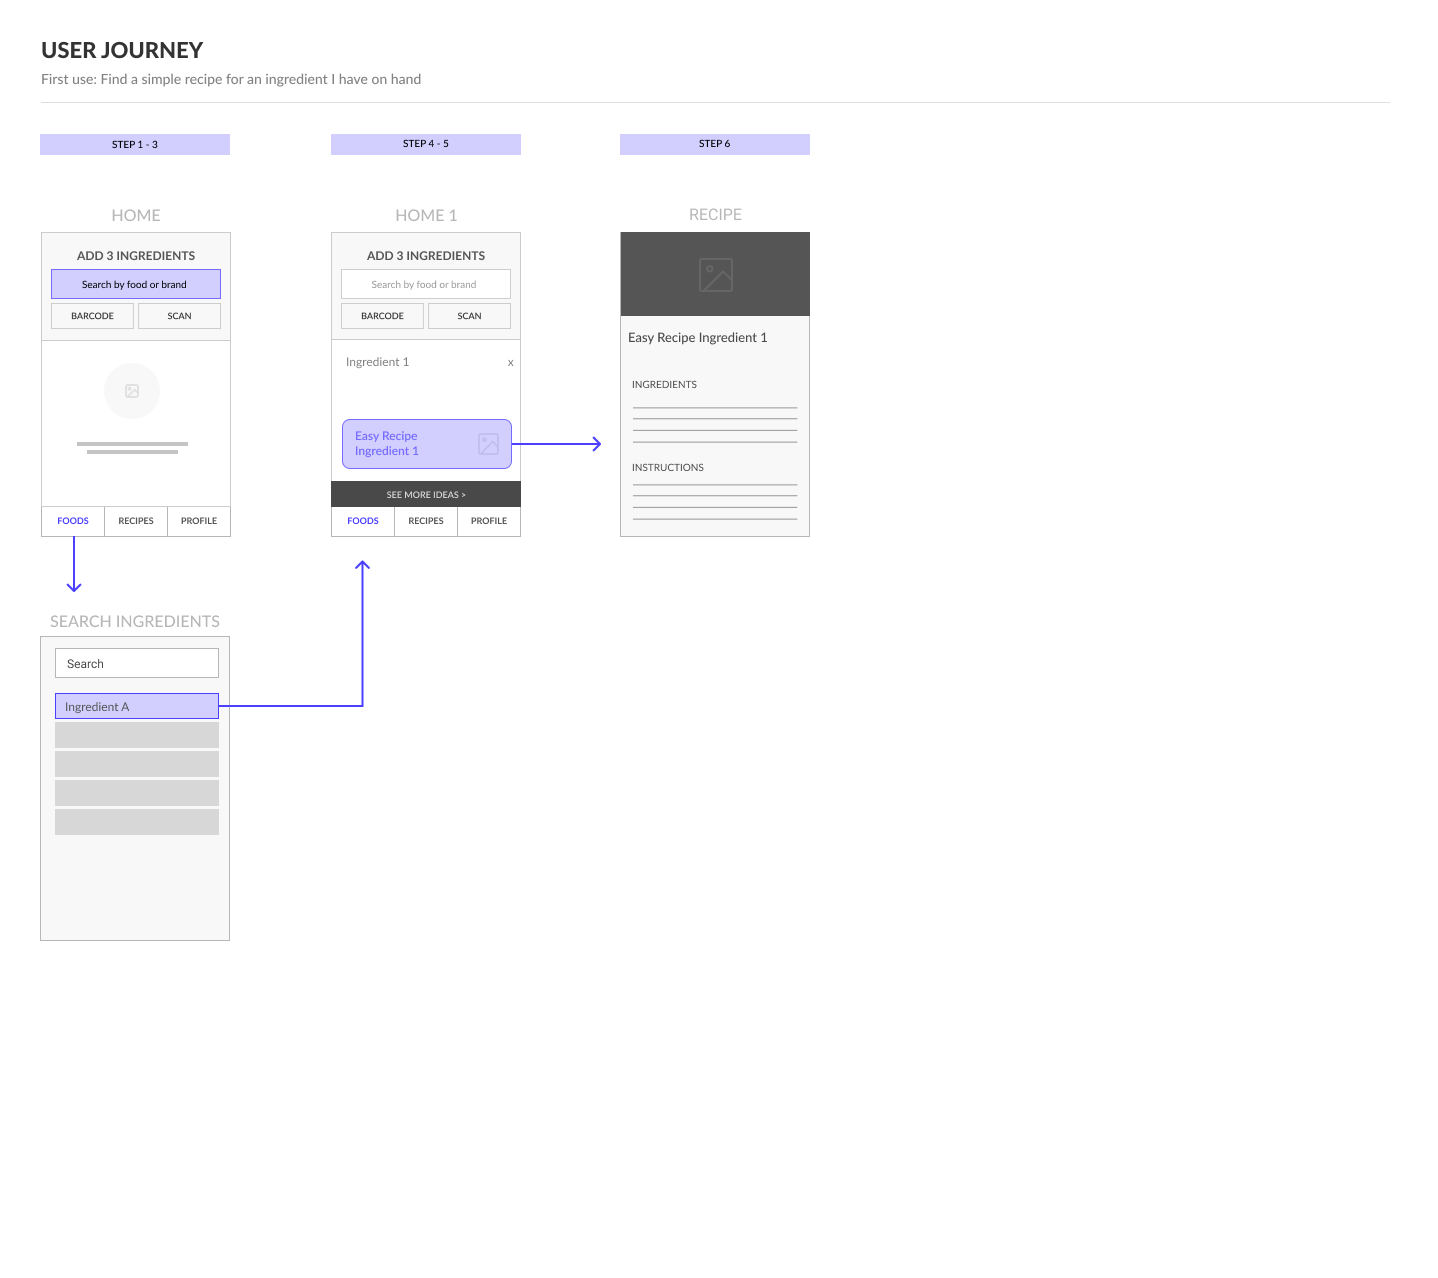 USER JOURNEY
First use: Find a simple recipe for an ingredient I have on hand
STEP 1 - 3
HOME
ADD 3 INGREDIENTS
Search by food or brand
BARCODE
SCAN
FOODS
RECIPES
PROFILE
SEARCH INGREDIENTS
Search
Ingredient A
STEP 4 - 5
HOME 1
ADD 3 INGREDIENTS
Search by food or brand
BARCODE
SCAN
Ingredient 1
x
Easy Recipe
Ingredient 1
SEE MORE IDEAS >
FOODS
RECIPES
PROFILE
STEP 6
RECIPE
Easy Recipe Ingredient 1
INGREDIENTS
INSTRUCTIONS